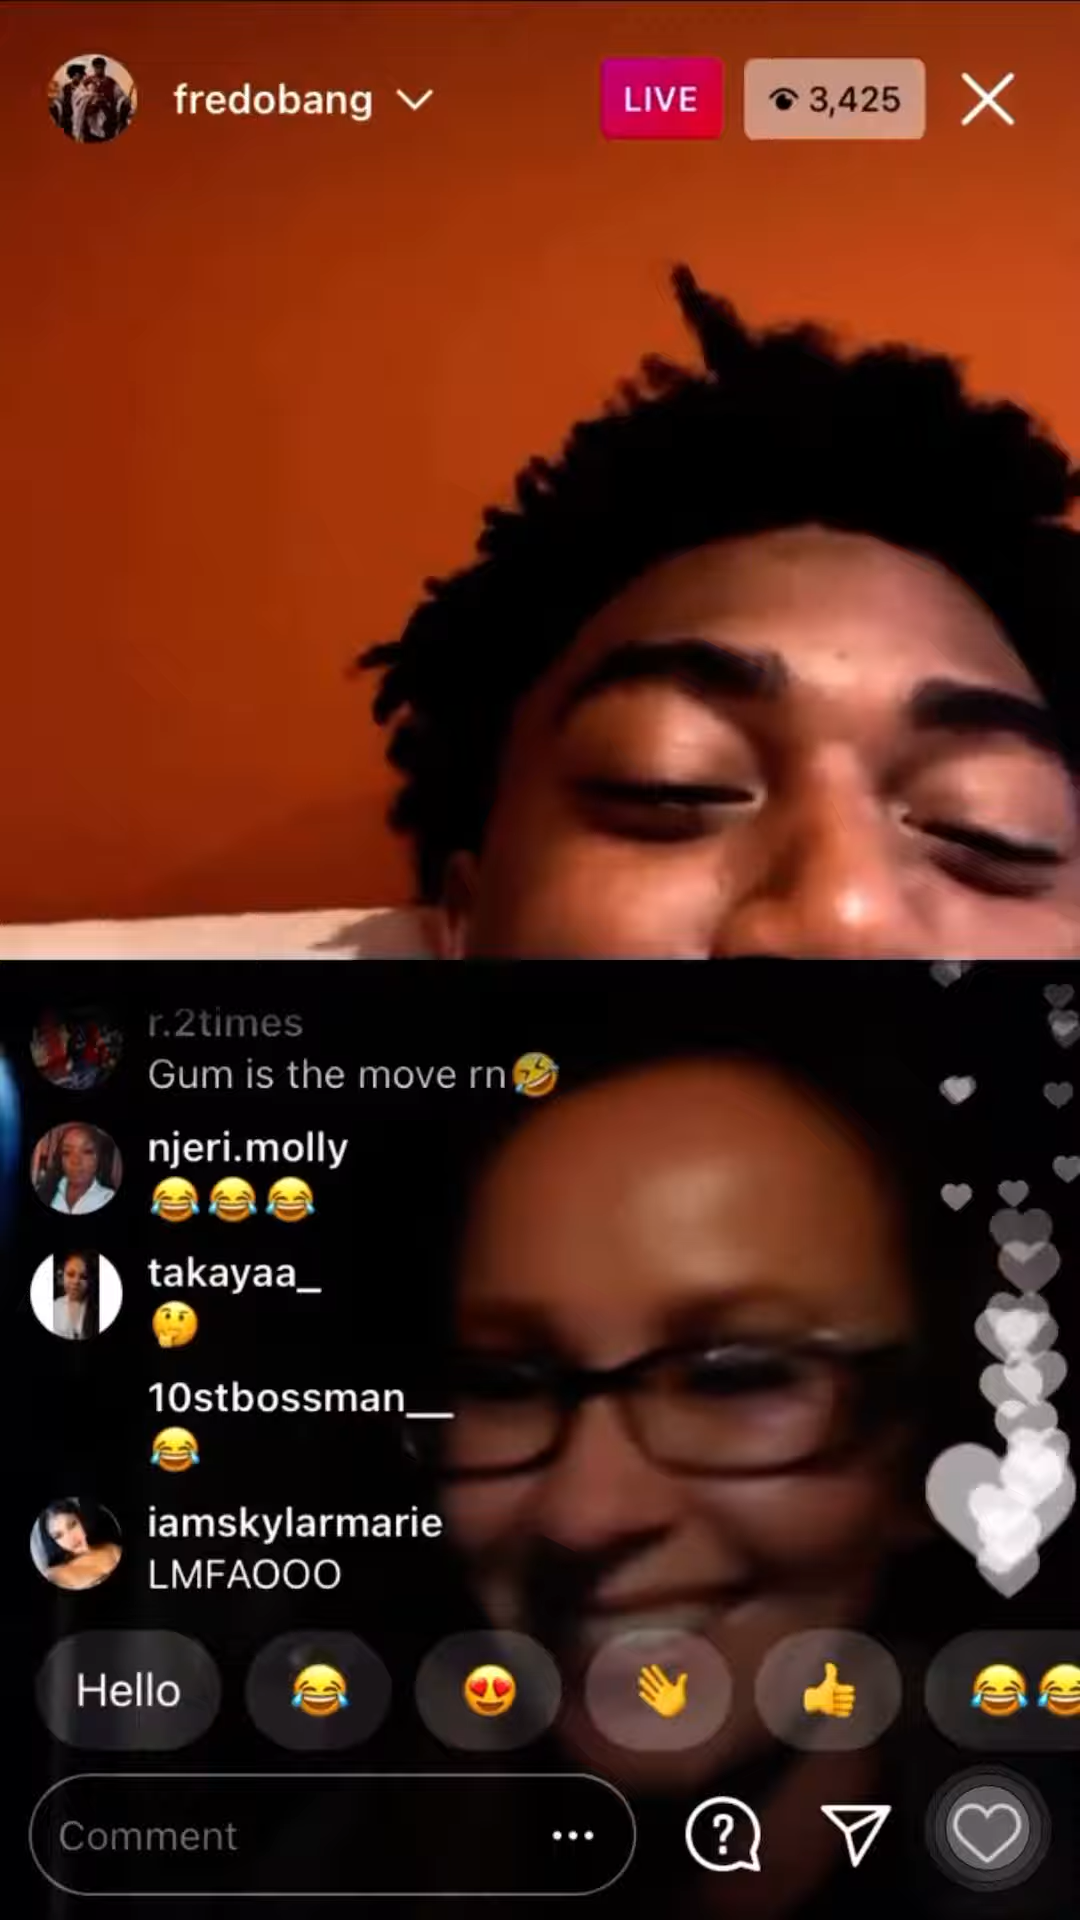 fredobang
LIVE
3,425
r.2times
Gum is the move rn🤣
njeri.molly
😂😂😂
takayaa_
🤔
10stbossman__
😂
iamskylarmarie
LMFAOOO
Hello 😂 😍 👋 👍 😂😂
Comment